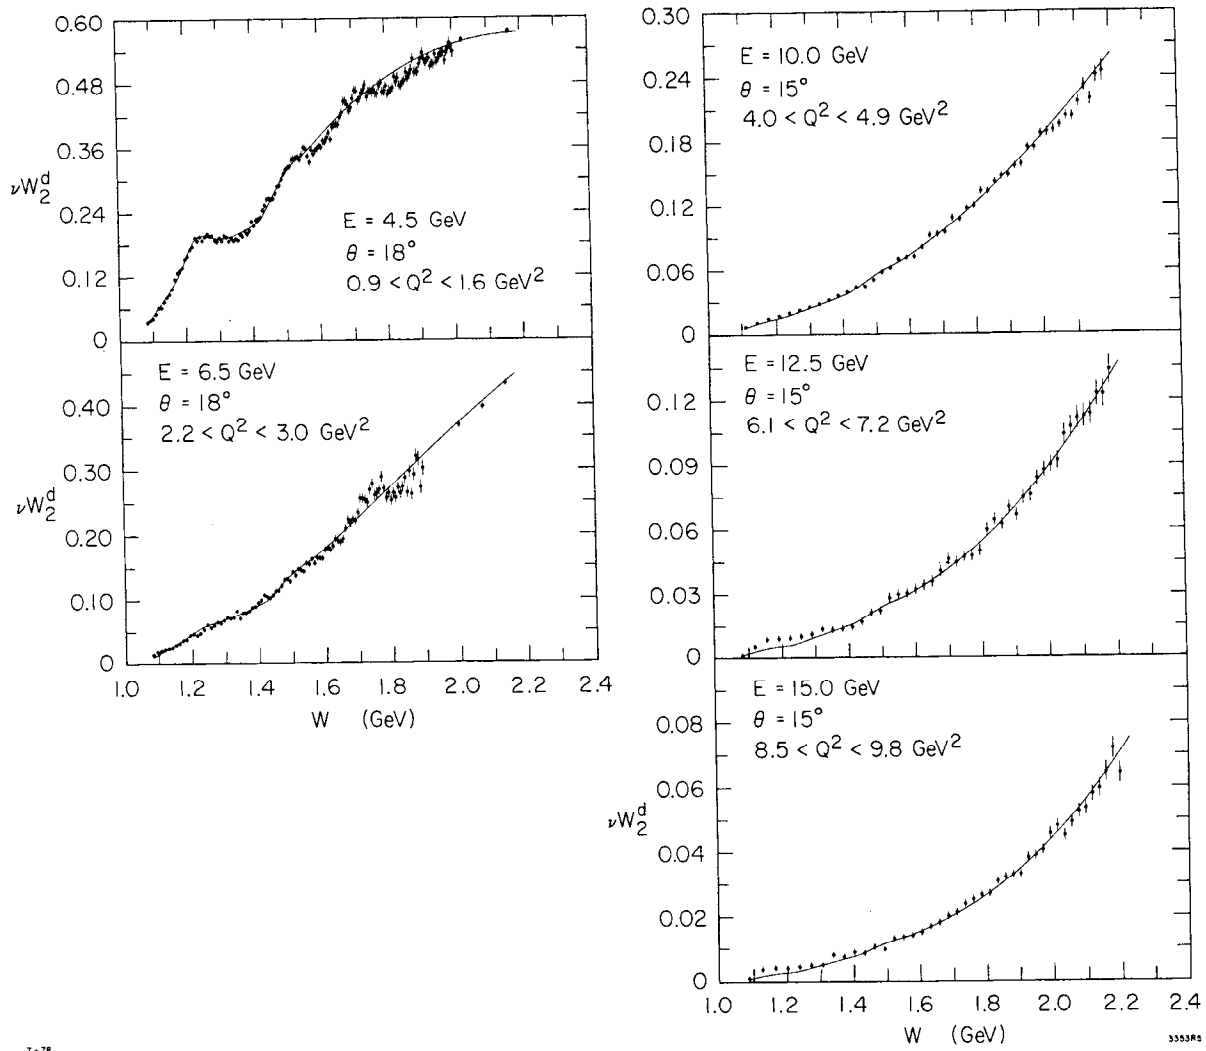 0.60
0.48
0.36
νW₂ᵈ
0.24
0.12
0
E = 4.5 GeV
θ = 18°
0.9 < Q² < 1.6 GeV²
E = 6.5 GeV
θ = 18°
2.2 < Q² < 3.0 GeV²
0.40
0.30
νW₂ᵈ
0.20
0.10
0
1.0 1.2 1.4 1.6 1.8 2.0 2.2 2.4
W (GeV)
0.30
0.24
0.18
0.12
0.06
0
E = 10.0 GeV
θ = 15°
4.0 < Q² < 4.9 GeV²
E = 12.5 GeV
θ = 15°
6.1 < Q² < 7.2 GeV²
0.12
0.09
0.06
0.03
0
E = 15.0 GeV
θ = 15°
8.5 < Q² < 9.8 GeV²
0.08
0.06
νW₂ᵈ
0.04
0.02
0
1.0 1.2 1.4 1.6 1.8 2.0 2.2 2.4
W (GeV)
3353R5